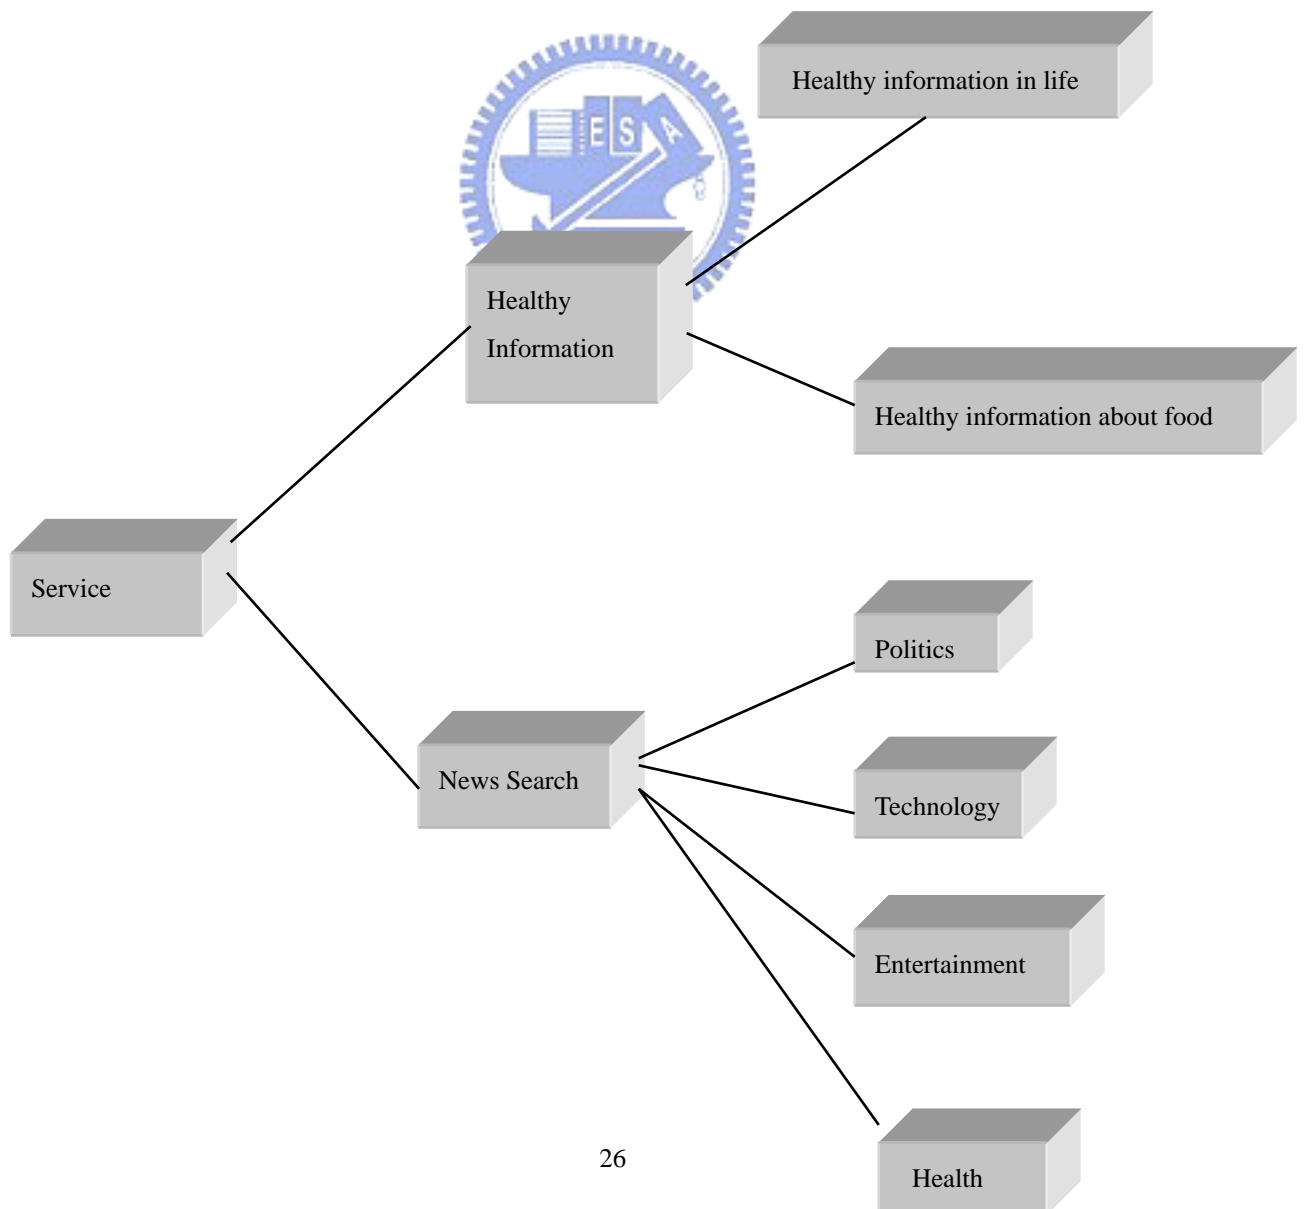 Healthy information in life
E S A
Healthy
Information
Healthy information about food
Service
Politics
News Search
Technology
Entertainment
Health
26